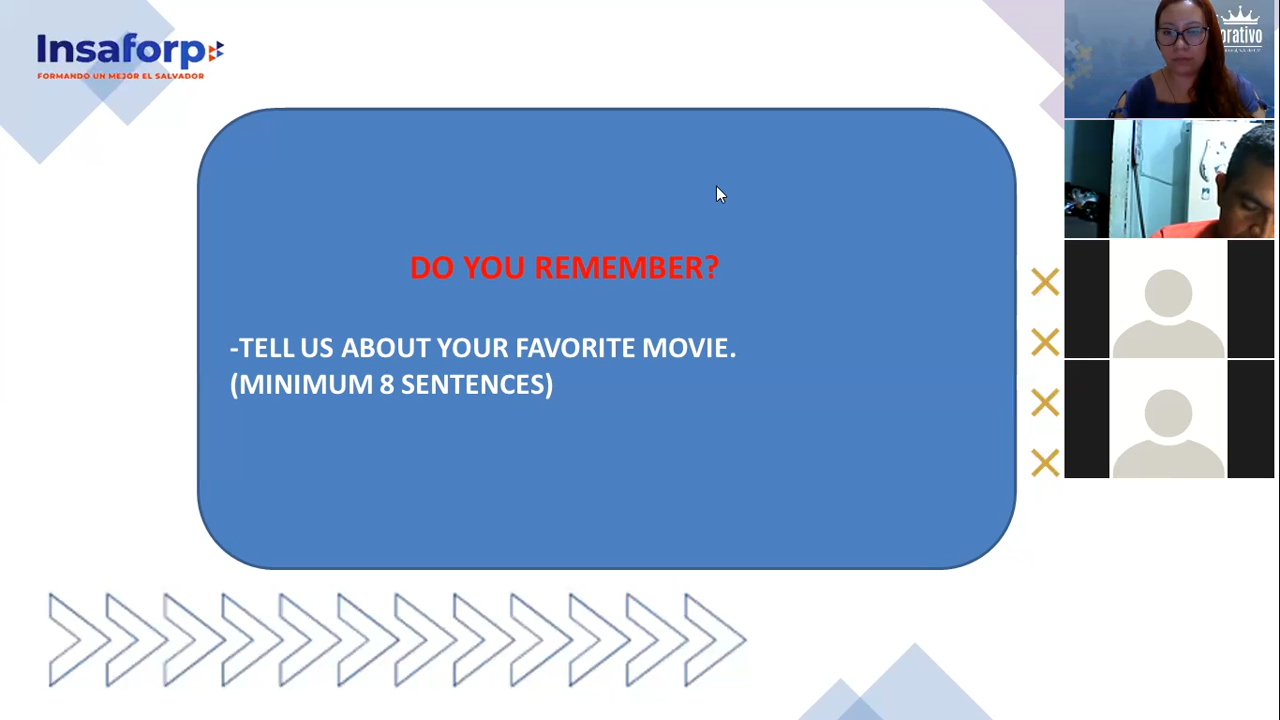 Insaforp
FORMANDO UN MEJOR EL SALVADOR
DO YOU REMEMBER?
-TELL US ABOUT YOUR FAVORITE MOVIE.
(MINIMUM 8 SENTENCES)